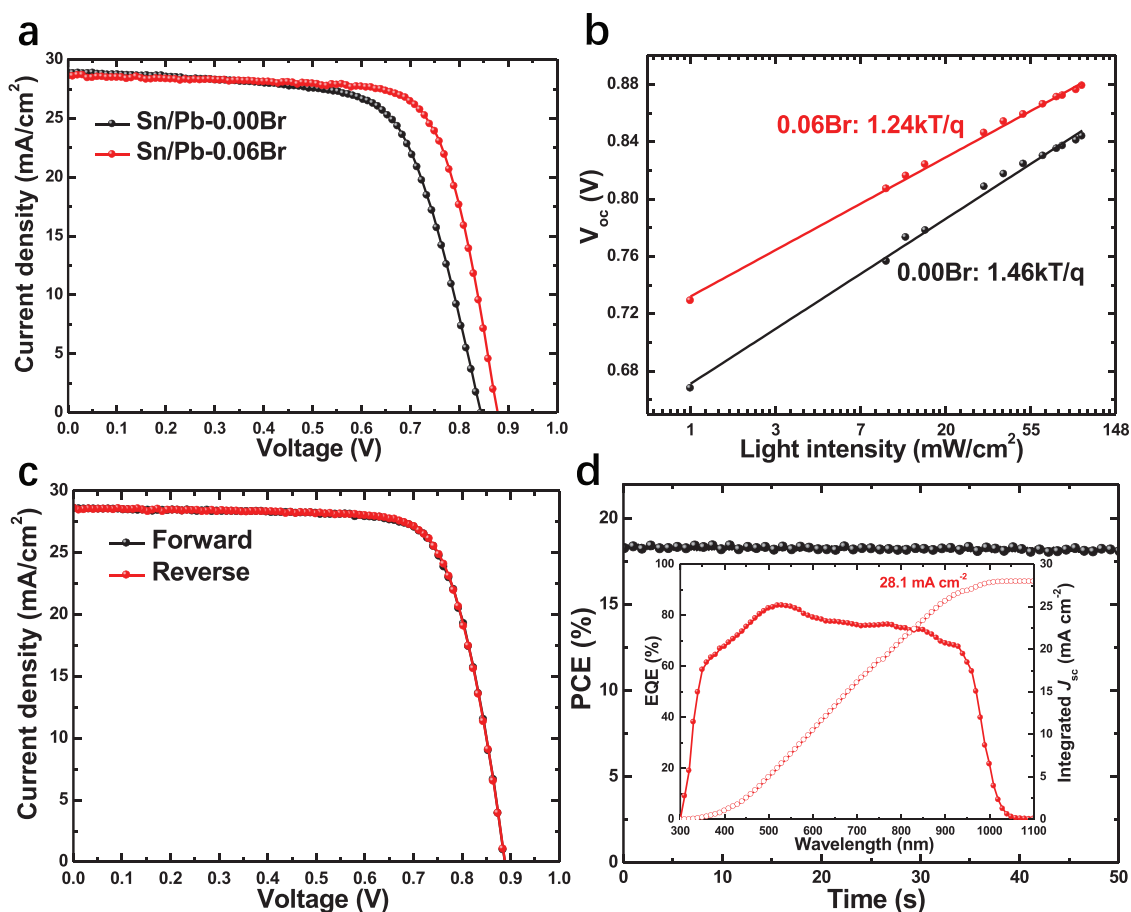 a
30
25
20
15
10
5
0
Current density (mA/cm²)
Sn/Pb-0.00Br
Sn/Pb-0.06Br
0.0 0.1 0.2 0.3 0.4 0.5 0.6 0.7 0.8 0.9 1.0
Voltage (V)
b
0.88
0.84
0.80
0.76
0.72
0.68
V_oc (V)
0.06Br: 1.24kT/q
0.00Br: 1.46kT/q
1 3 7 20 55 148
Light intensity (mW/cm²)
c
30
25
20
15
10
5
0
Current density (mA/cm²)
Forward
Reverse
0.0 0.1 0.2 0.3 0.4 0.5 0.6 0.7 0.8 0.9 1.0
Voltage (V)
d
20
15
10
5
0
PCE (%)
100
80
60
40
20
0
EQE (%)
28.1 mA cm⁻²
30
25
20
15
10
5
0
Integrated J_sc (mA cm⁻²)
300 400 500 600 700 800 900 1000 1100
Wavelength (nm)
0 10 20 30 40 50
Time (s)